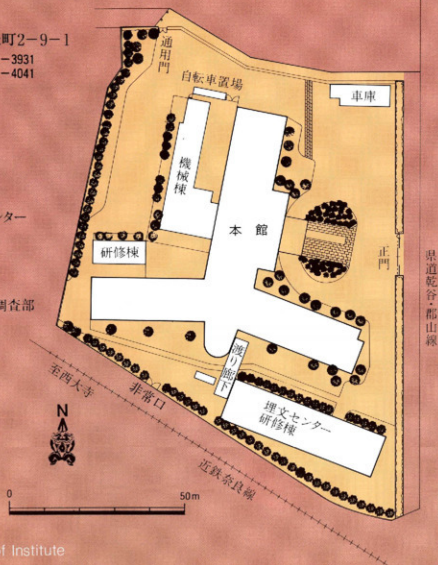 町2-9-1
-3931
-4041
通用門
自転車置場
車庫
機械棟
本館
ター
研修棟
正門
県道乾谷・郡山線
調査部
渡り廊下
至西大寺
非常口
埋文センター
研修棟
N
近鉄奈良線
0 50m
of Institute